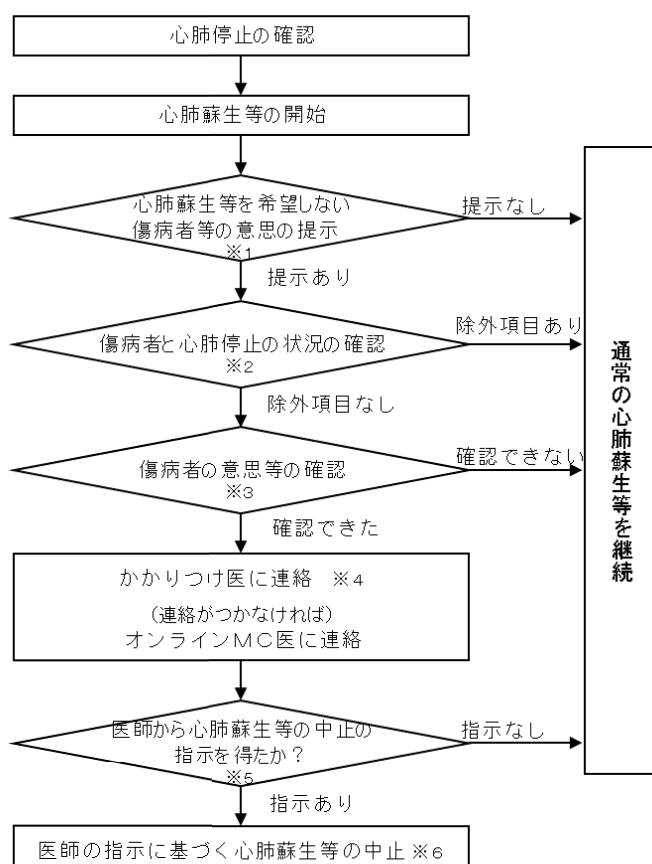 心肺停止の確認
心肺蘇生等の開始
心肺蘇生等を希望しない
傷病者等の意思の提示
※1
提示なし
提示あり
傷病者と心肺停止の状況の確認
※2
除外項目あり
除外項目なし
傷病者の意思等の確認
※3
確認できない
確認できた
かかりつけ医に連絡 ※4
（連絡がつかなければ）
オンラインMC医に連絡
医師から心肺蘇生等の中止の
指示を得たか？
※5
指示なし
指示あり
医師の指示に基づく心肺蘇生等の中止 ※6
通常の心肺蘇生等を継続